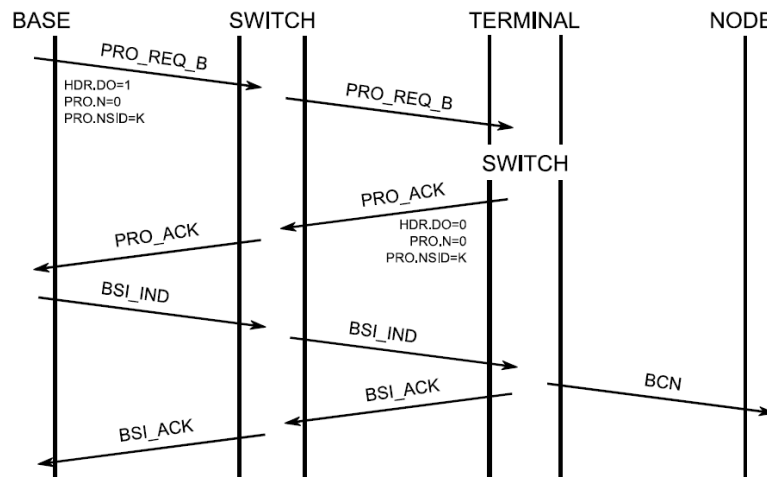 BASE SWITCH TERMINAL NODE
PRO_REQ_B
HDR.DO=1
PRO.N=0
PRO.NSID=K
PRO_REQ_B
SWITCH
PRO_ACK
HDR.DO=0
PRO.N=0
PRO.NSID=K
PRO_ACK
BSI_IND
BSI_IND
BCN
BSI_ACK
BSI_ACK